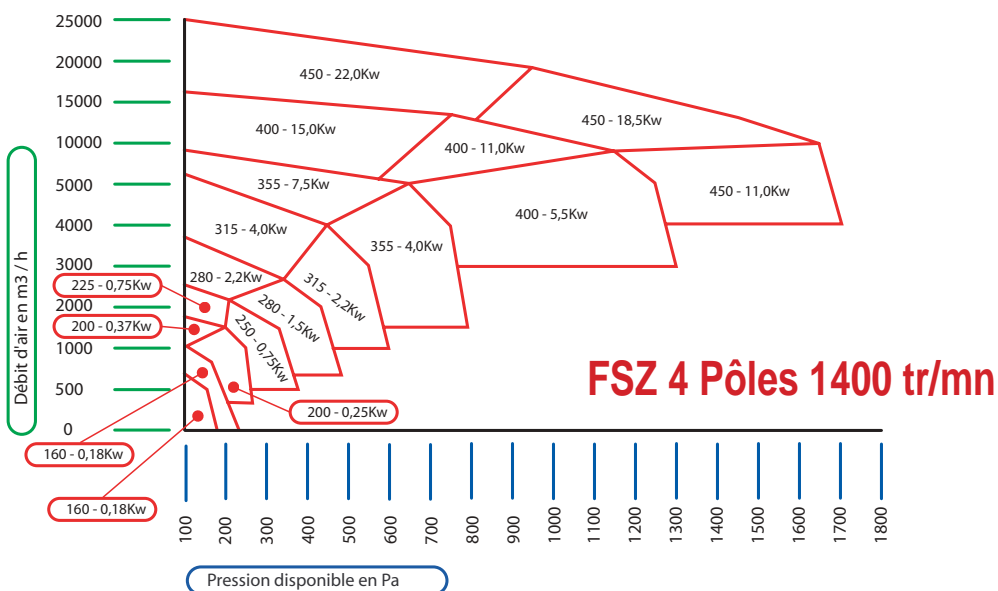 25000
20000
15000
10000
5000
4000
3000
2000
1000
500
0
Débit d'air en m3 / h
450 - 22,0Kw
450 - 18,5Kw
400 - 15,0Kw
400 - 11,0Kw
355 - 7,5Kw
450 - 11,0Kw
400 - 5,5Kw
315 - 4,0Kw
355 - 4,0Kw
280 - 2,2Kw
315 - 2,2Kw
225 - 0,75Kw
280 - 1,5Kw
200 - 0,37Kw
250 - 0,75Kw
FSZ 4 Pôles 1400 tr/mn
200 - 0,25Kw
160 - 0,18Kw
160 - 0,18Kw
100
200
300
400
500
600
700
800
900
1000
1100
1200
1300
1400
1500
1600
1700
1800
Pression disponible en Pa